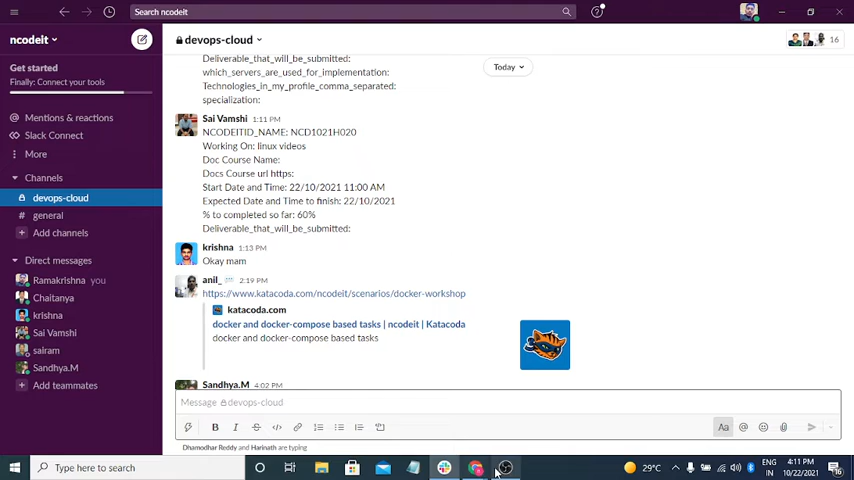 Search ncodeit
ncodeit
devops-cloud
16
Get started
Finally: Connect your tools
Mentions & reactions
Slack Connect
More
Channels
devops-cloud
# general
Add channels
Direct messages
Ramakrishna you
Chaitanya
krishna
Sai Vamshi
sairam
Sandhya.M
Add teammates
Deliverable_that_will_be_submitted:
Today
which_servers_are_used_for_implementation:
Technologies_in_my_profile_comma_separated:
specialization:
Sai Vamshi 1:11 PM
NCODEITID_NAME: NCD1021H020
Working On: linux videos
Doc Course Name:
Docs Course url https:
Start Date and Time: 22/10/2021 11:00 AM
Expected Date and Time to finish: 22/10/2021
% to completed so far: 60%
Deliverable_that_will_be_submitted:
krishna 1:13 PM
Okay mam
anil_ 2:19 PM
https://www.katacoda.com/ncodeit/scenarios/docker-workshop
katacoda.com
docker and docker-compose based tasks | ncodeit | Katacoda
docker and docker-compose based tasks
Sandhya.M 4:02 PM
Message devops-cloud
B I S </> Aa @
Dhamodhar Reddy and Harinath are typing
Type here to search
29°C
ENG
IN
4:11 PM
10/22/2021
16